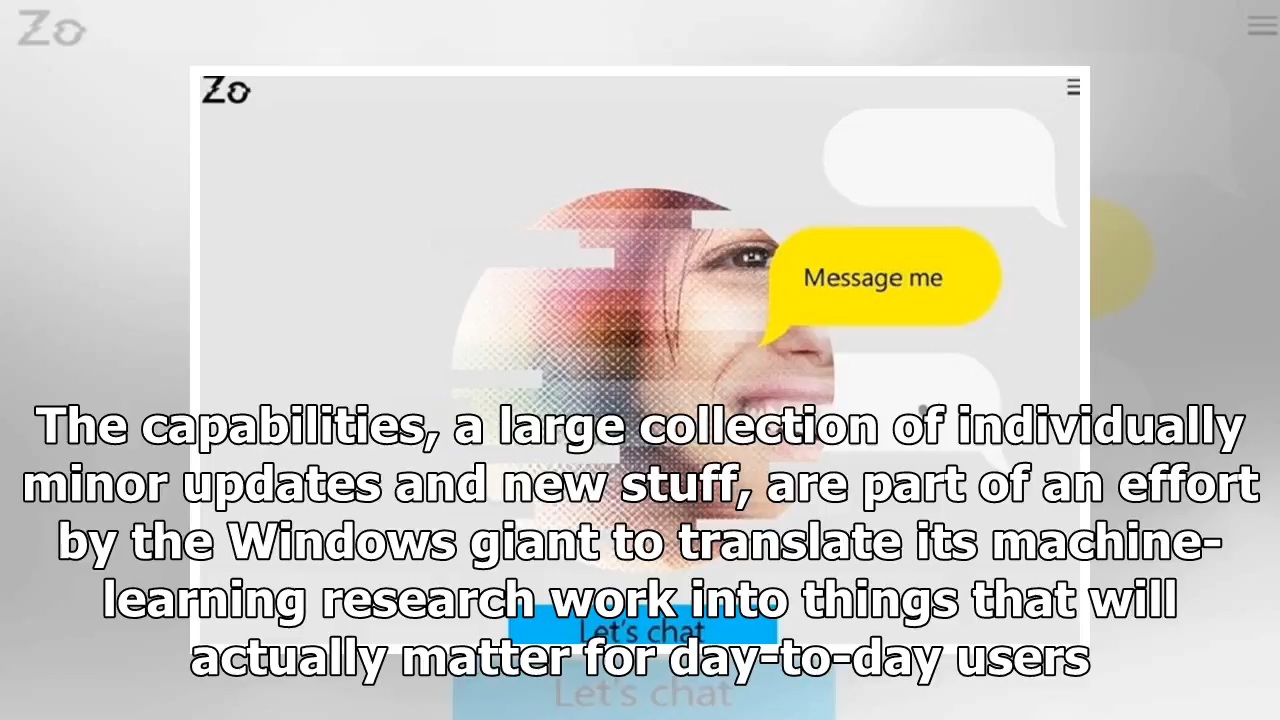 Zo
Zo
Message me
The capabilities, a large collection of individually
minor updates and new stuff, are part of an effort
by the Windows giant to translate its machine-
learning research work into things that will
Let's chat
actually matter for day-to-day users
Let's chat